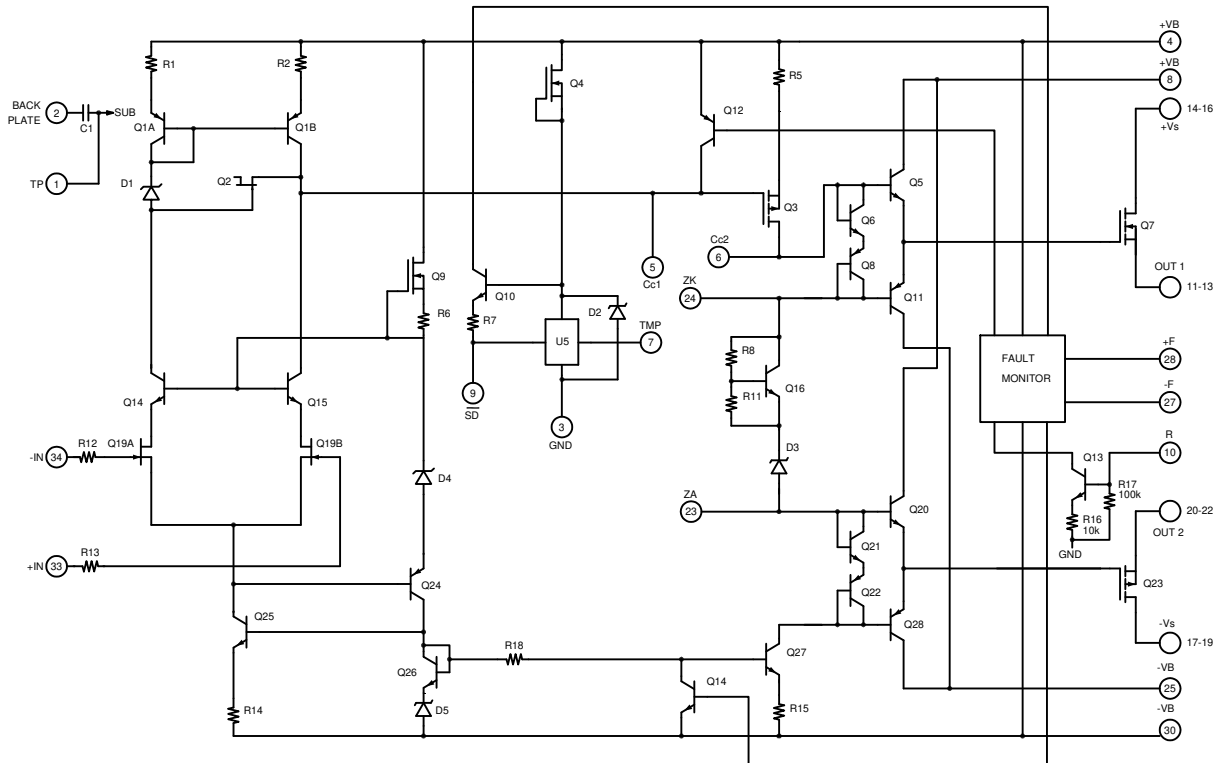 +VB
4
+VB
8
R1
R2
Q4
R5
14-16
+Vs
BACK
PLATE
2
C1
SUB
Q1A
Q1B
Q12
TP
1
D1
Q2
Q5
Q6
Q3
Q7
Cc2
6
5
Cc1
Q8
OUT 1
11-13
Q9
Q10
ZK
24
Q11
R6
R7
D2
TMP
U5
7
R8
FAULT
MONITOR
+F
28
Q14
Q15
9
SD
R11
Q16
-F
27
3
GND
R12
Q19A
Q19B
-IN
34
D3
R
10
Q13
D4
R17
100k
ZA
23
Q20
R16
10k
20-22
OUT 2
GND
Q21
R13
+IN
33
Q24
Q22
Q23
Q25
Q28
-Vs
17-19
Q26
R18
Q27
Q14
-VB
25
R14
D5
R15
-VB
30